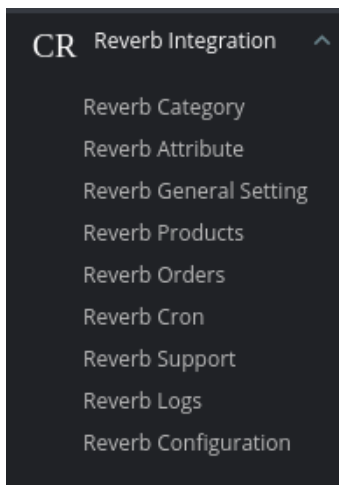 CR Reverb Integration
Reverb Category
Reverb Attribute
Reverb General Setting
Reverb Products
Reverb Orders
Reverb Cron
Reverb Support
Reverb Logs
Reverb Configuration